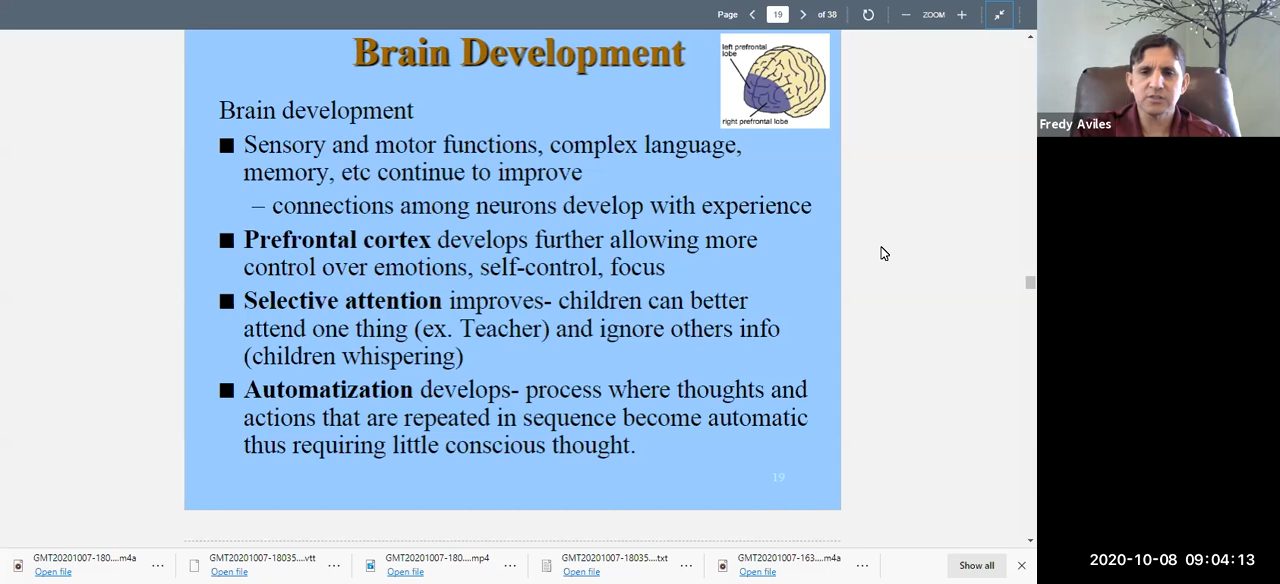 Page 19 of 38 ZOOM
Brain Development
left prefrontal
lobe
right prefrontal lobe
Brain development
■ Sensory and motor functions, complex language,
memory, etc continue to improve
– connections among neurons develop with experience
■ Prefrontal cortex develops further allowing more
control over emotions, self-control, focus
■ Selective attention improves- children can better
attend one thing (ex. Teacher) and ignore others info
(children whispering)
■ Automatization develops- process where thoughts and
actions that are repeated in sequence become automatic
thus requiring little conscious thought.
19
Fredy Aviles
GMT20201007-180....m4a
Open file
GMT20201007-18035....vtt
Open file
GMT20201007-180....mp4
Open file
GMT20201007-18035....txt
Open file
GMT20201007-163....m4a
Open file
Show all
2020-10-08 09:04:13